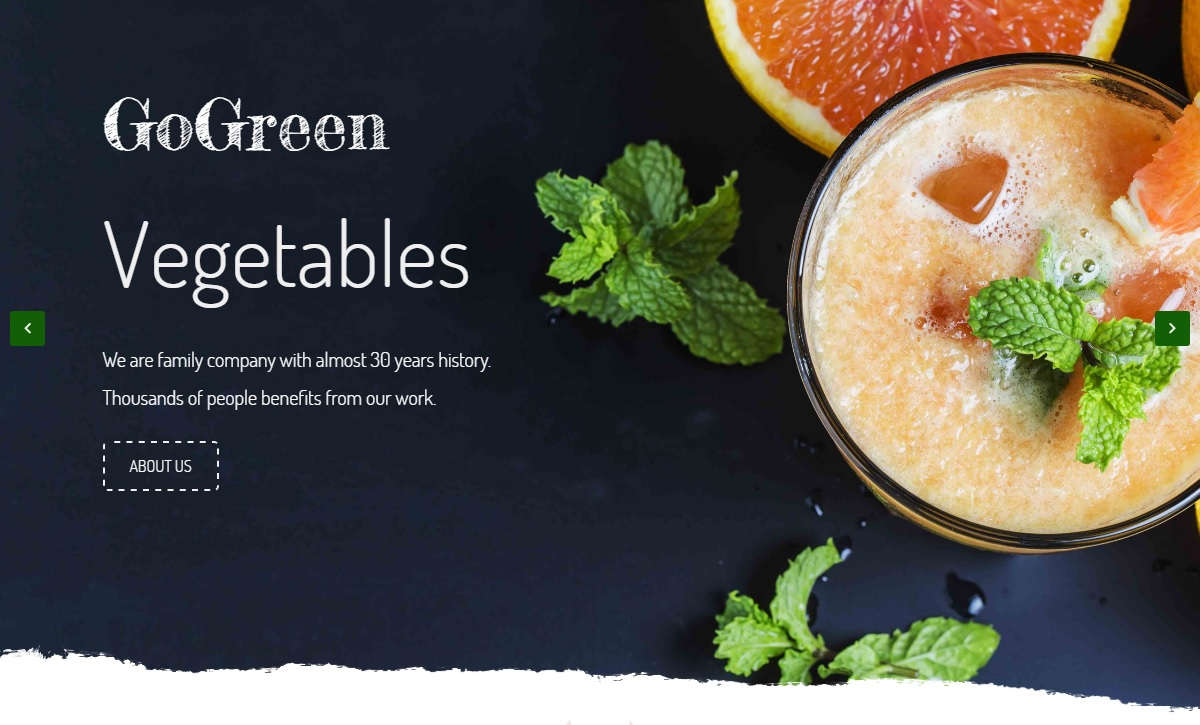 GoGreen
Vegetables
We are family company with almost 30 years history.
Thousands of people benefits from our work.
ABOUT US